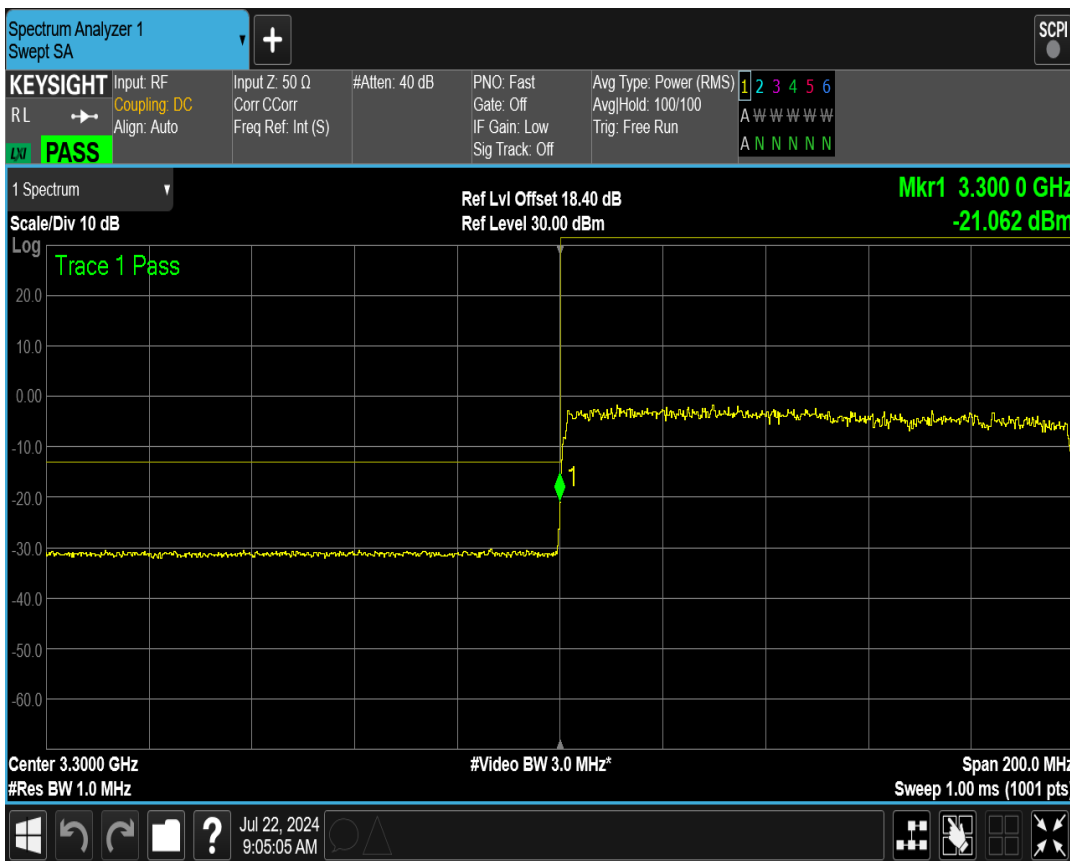 Spectrum Analyzer 1
Swept SA
+
SCPI
KEYSIGHT
RL
LXI PASS
Input: RF
Coupling: DC
Align: Auto
Input Z: 50 Ω
Corr CCorr
Freq Ref: Int (S)
#Atten: 40 dB
PNO: Fast
Gate: Off
IF Gain: Low
Sig Track: Off
Avg Type: Power (RMS)
Avg|Hold: 100/100
Trig: Free Run
1 2 3 4 5 6
A W W W W W
A N N N N N
1 Spectrum
Scale/Div 10 dB
Ref Lvl Offset 18.40 dB
Ref Level 30.00 dBm
Mkr1 3.300 0 GHz
-21.062 dBm
Log
Trace 1 Pass
20.0
10.0
0.00
-10.0
1
-20.0
-30.0
-40.0
-50.0
-60.0
Center 3.3000 GHz
#Video BW 3.0 MHz*
Span 200.0 MHz
#Res BW 1.0 MHz
Sweep 1.00 ms (1001 pts)
?
Jul 22, 2024
9:05:05 AM